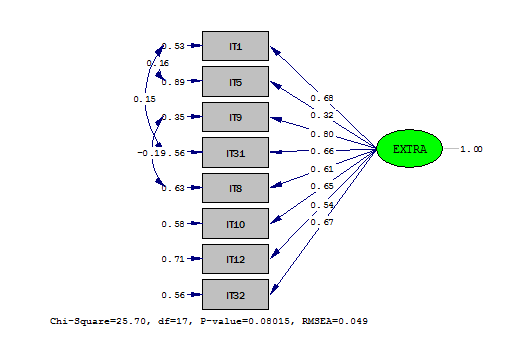 0.53 IT1
0.16
0.89 IT5
0.15
0.68
0.32
0.35 IT9
0.80
EXTRA 1.00
-0.19 0.56 IT31
0.66
0.61
0.63 IT8
0.65
0.54
0.58 IT10
0.67
0.71 IT12
0.56 IT32
Chi-Square=25.70, df=17, P-value=0.08015, RMSEA=0.049